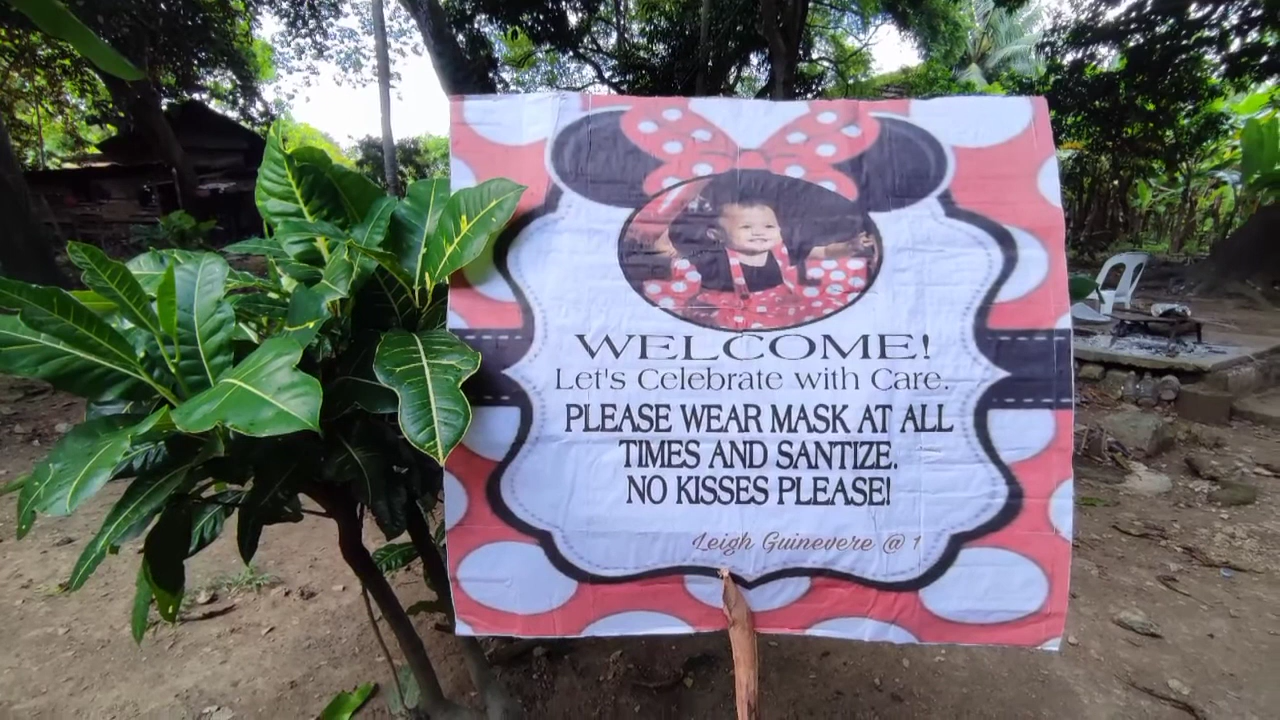 WELCOME!
Let's Celebrate with Care.
PLEASE WEAR MASK AT ALL
TIMES AND SANTIZE.
NO KISSES PLEASE!
Leigh Guinevere @ 1